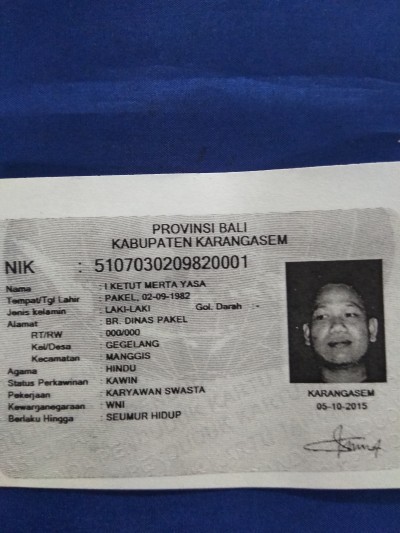 PROVINSI BALI
KABUPATEN KARANGASEM
NIK : 5107030209820001
Nama : I KETUT MERTA YASA
Tempat/Tgl Lahir : PAKEL, 02-09-1982
Jenis kelamin : LAKI-LAKI Gol. Darah : -
Alamat : BR. DINAS PAKEL
RT/RW : 000/000
Kel/Desa : GEGELANG
Kecamatan : MANGGIS
Agama : HINDU
Status Perkawinan : KAWIN
Pekerjaan : KARYAWAN SWASTA
Kewarganegaraan : WNI
Berlaku Hingga : SEUMUR HIDUP
KARANGASEM
05-10-2015